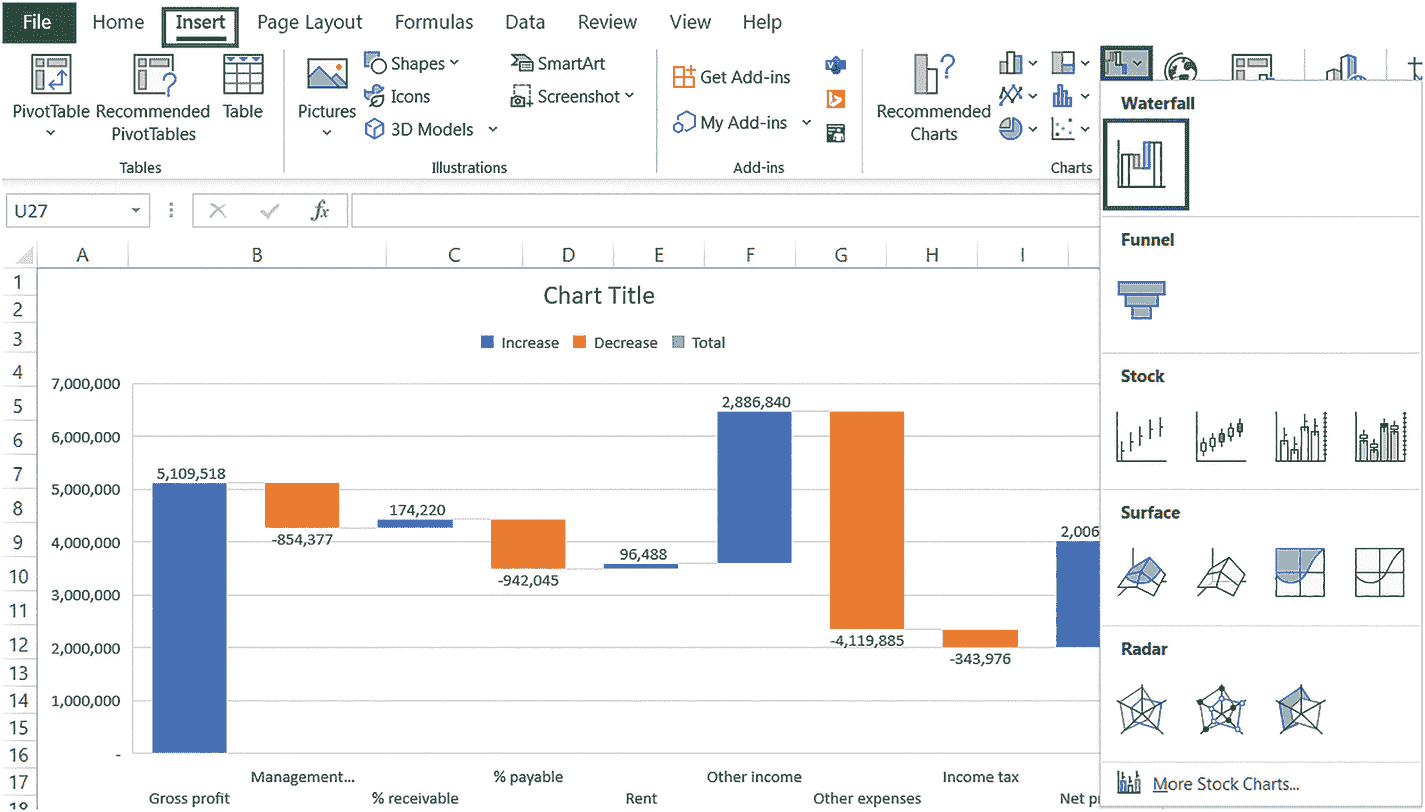 File Home Insert Page Layout Formulas Data Review View Help
PivotTable Recommended PivotTables Table
Tables
Pictures
Shapes
Icons
3D Models
SmartArt
Screenshot
Illustrations
Get Add-ins
My Add-ins
Add-ins
Recommended Charts
Charts
U27
fx
A B C D E F G H I
1
2
3
4
5
6
7
8
9
10
11
12
13
14
15
16
17
18
Chart Title
Increase Decrease Total
7,000,000
6,000,000
5,000,000
4,000,000
3,000,000
2,000,000
1,000,000
-
5,109,518
-854,377
174,220
-942,045
96,488
2,886,840
-4,119,885
-343,976
2,006
Management... % payable Other income Income tax
Gross profit % receivable Rent Other expenses Net
Waterfall
Funnel
Stock
Surface
Radar
More Stock Charts...